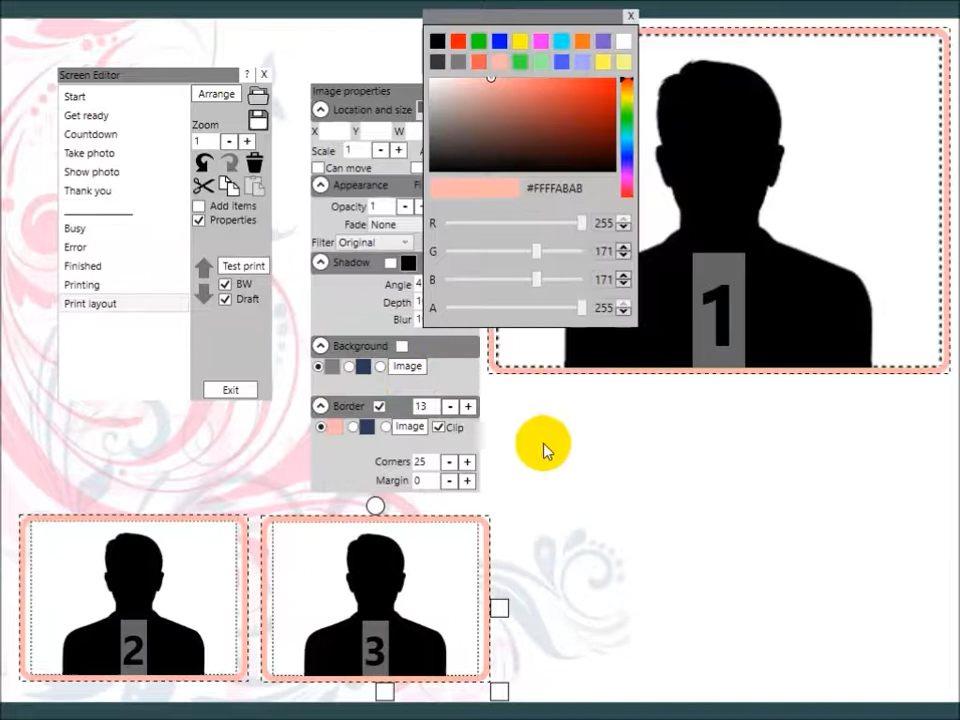 X
Screen Editor
? X
Start
Get ready
Countdown
Take photo
Show photo
Thank you
Busy
Error
Finished
Printing
Print layout
Arrange
Zoom
1 - +
Add items
Properties
Test print
BW
Draft
Exit
Image properties
Location and size
X Y W
Scale 1 - +
Can move
Appearance
Opacity 1 -
Fade None
Filter Original
Shadow
Angle 4
Depth
Blur
Background
Image
Border 13 - +
Image Clip
Corners 25 - +
Margin 0 - +
#FFFFABAB
R 255
G 171
B 171
A 255
1
2
3